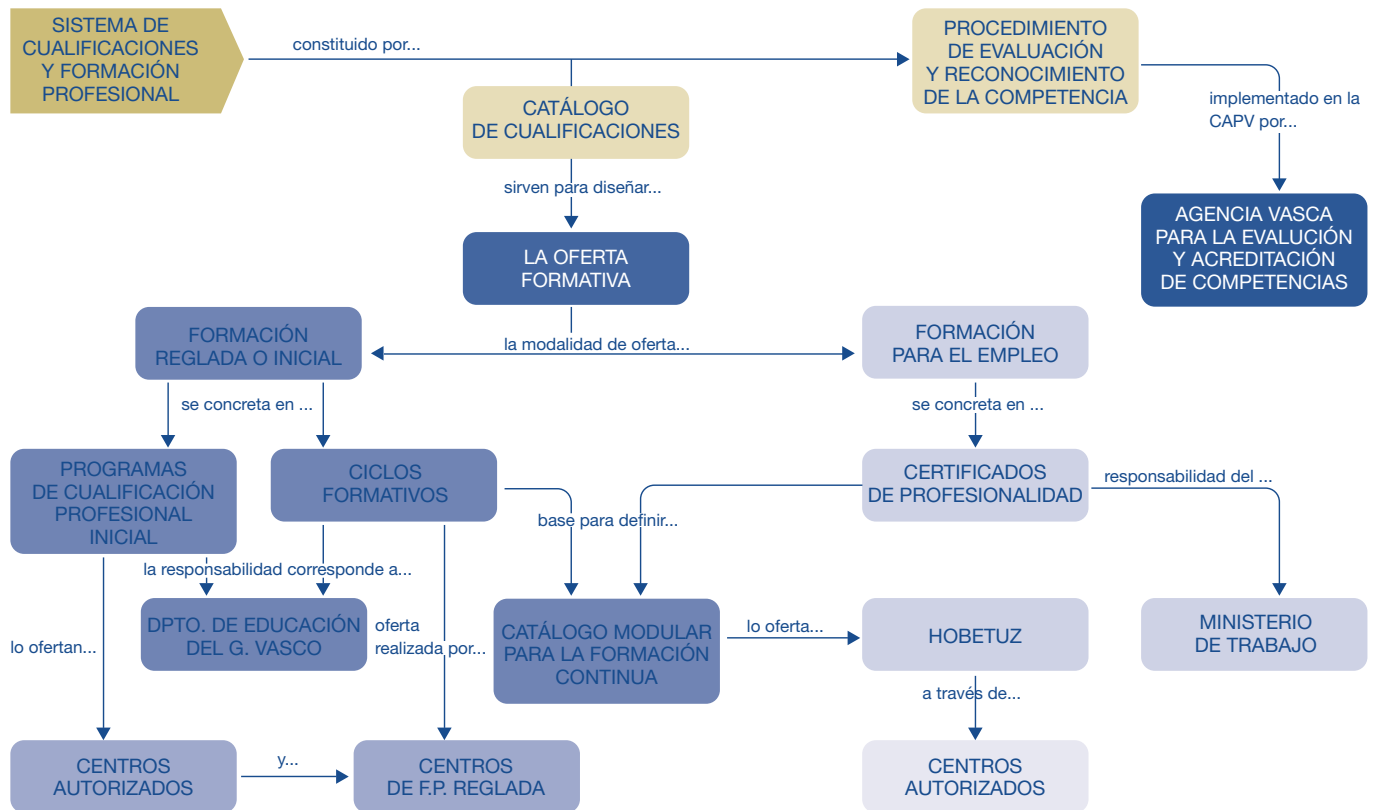 SISTEMA DE
CUALIFICACIONES
Y FORMACIÓN
PROFESIONAL
constituido por...
PROCEDIMIENTO
DE EVALUACIÓN
Y RECONOCIMIENTO
DE LA COMPETENCIA
CATÁLOGO
DE CUALIFICACIONES
implementado en la
CAPV por...
sirven para diseñar...
AGENCIA VASCA
PARA LA EVALUCIÓN
Y ACREDITACIÓN
DE COMPETENCIAS
LA OFERTA
FORMATIVA
FORMACIÓN
REGLADA O INICIAL
la modalidad de oferta...
FORMACIÓN
PARA EL EMPLEO
se concreta en ...
se concreta en ...
PROGRAMAS
DE CUALIFICACIÓN
PROFESIONAL
INICIAL
CICLOS
FORMATIVOS
CERTIFICADOS
DE PROFESIONALIDAD
responsabilidad del ...
base para definir...
la responsabilidad corresponde a...
DPTO. DE EDUCACIÓN
DEL G. VASCO
lo ofertan...
oferta
realizada por...
CATÁLOGO MODULAR
PARA LA FORMACIÓN
CONTINUA
lo oferta...
HOBETUZ
MINISTERIO
DE TRABAJO
a través de...
CENTROS
AUTORIZADOS
y...
CENTROS
DE F.P. REGLADA
CENTROS
AUTORIZADOS